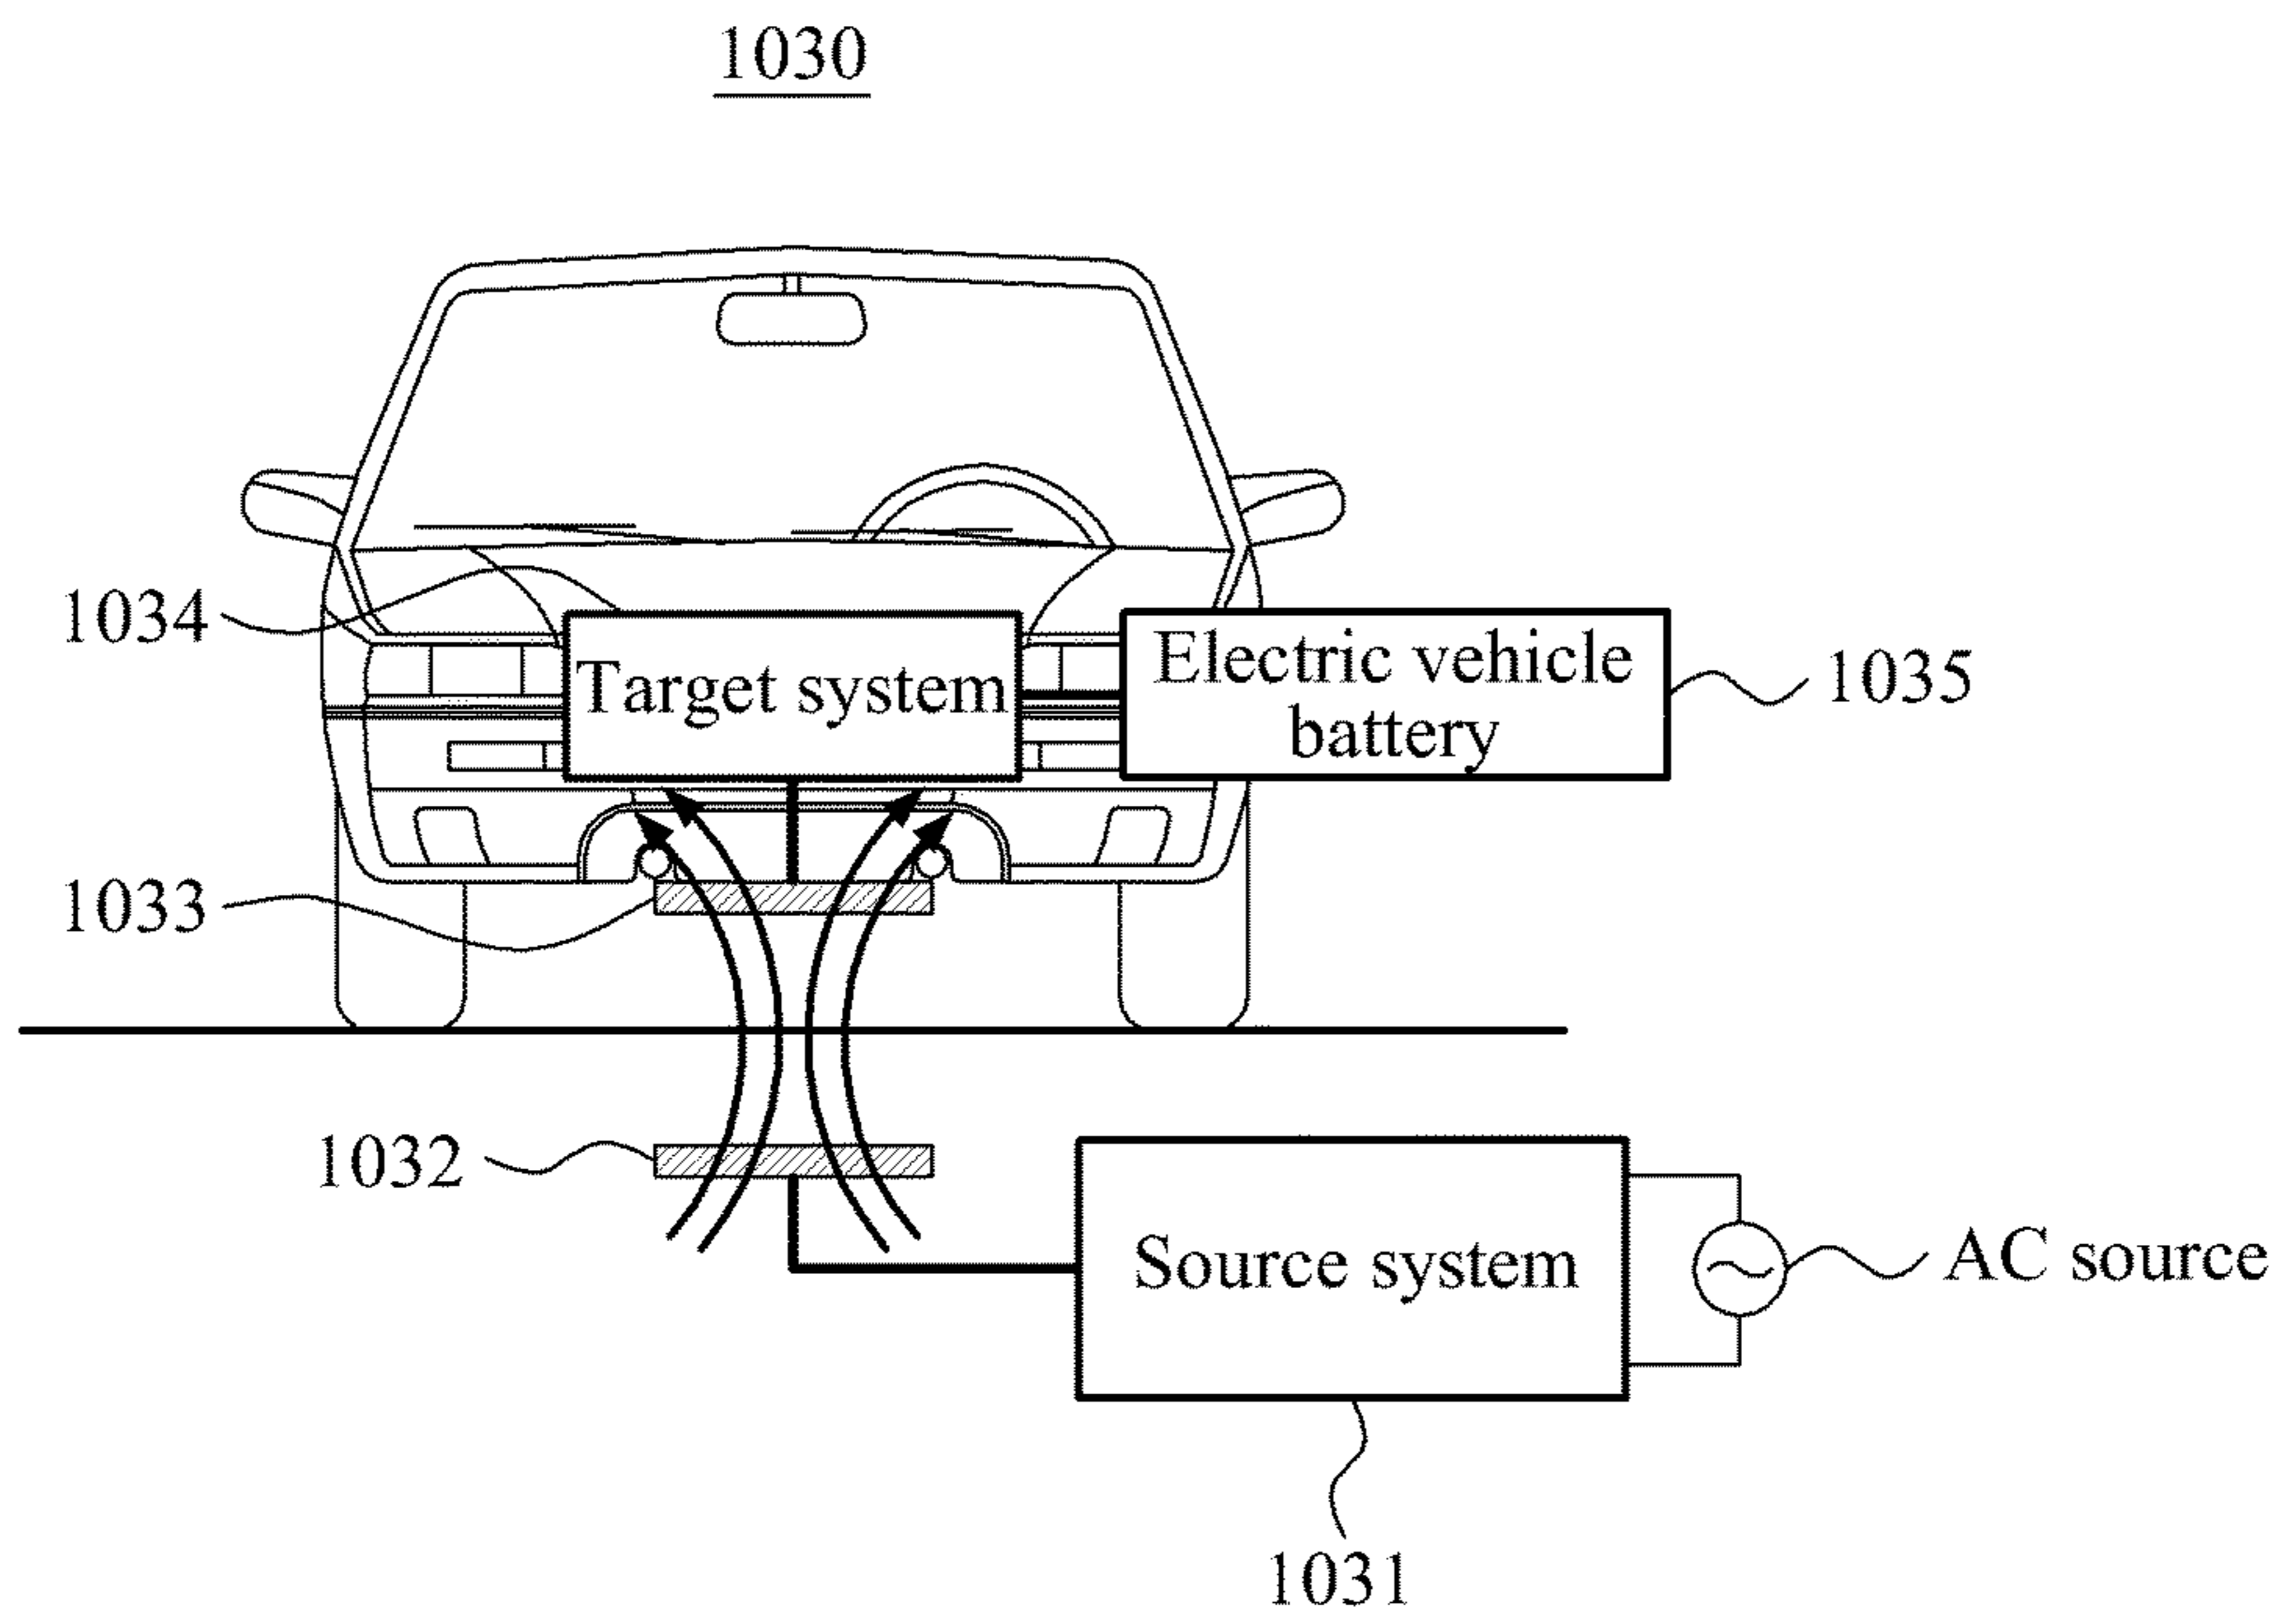 1030
1034
Target system
Electric vehicle
battery
1035
1033
1032
Source system
AC source
1031